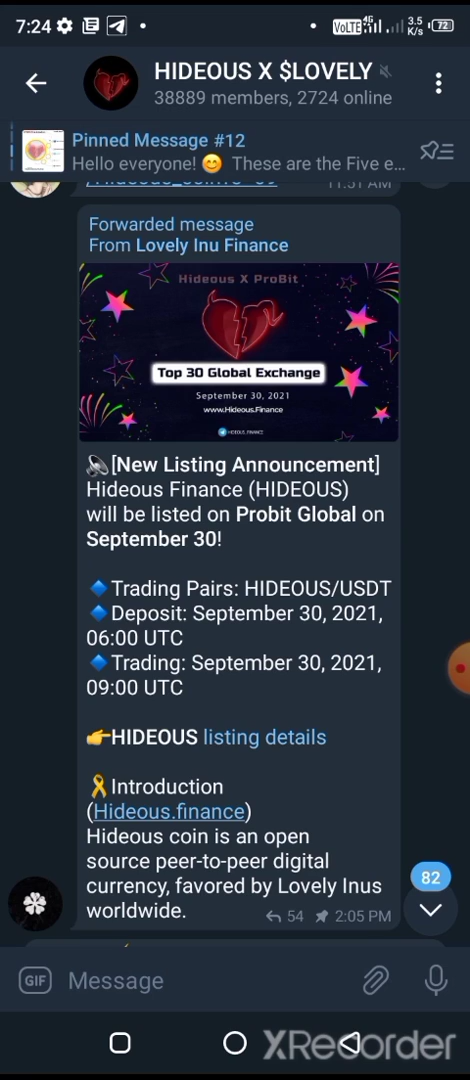 7:24
VoLTE 4G 3.5 K/s 72
HIDEOUS X $LOVELY
38889 members, 2724 online
Pinned Message #12
Hello everyone! 😊 These are the Five e...
11:51 AM
Forwarded message
From Lovely Inu Finance
Hideous X ProBit
Top 30 Global Exchange
September 30, 2021
www.Hideous.Finance
HIDEOUS_FINANCE
🔊[New Listing Announcement]
Hideous Finance (HIDEOUS)
will be listed on Probit Global on
September 30!
🔷Trading Pairs: HIDEOUS/USDT
🔷Deposit: September 30, 2021,
06:00 UTC
🔷Trading: September 30, 2021,
09:00 UTC
👉HIDEOUS listing details
🎗Introduction
(Hideous.finance)
Hideous coin is an open
source peer-to-peer digital
currency, favored by Lovely Inus
worldwide.
54 2:05 PM
82
GIF Message
XRecorder